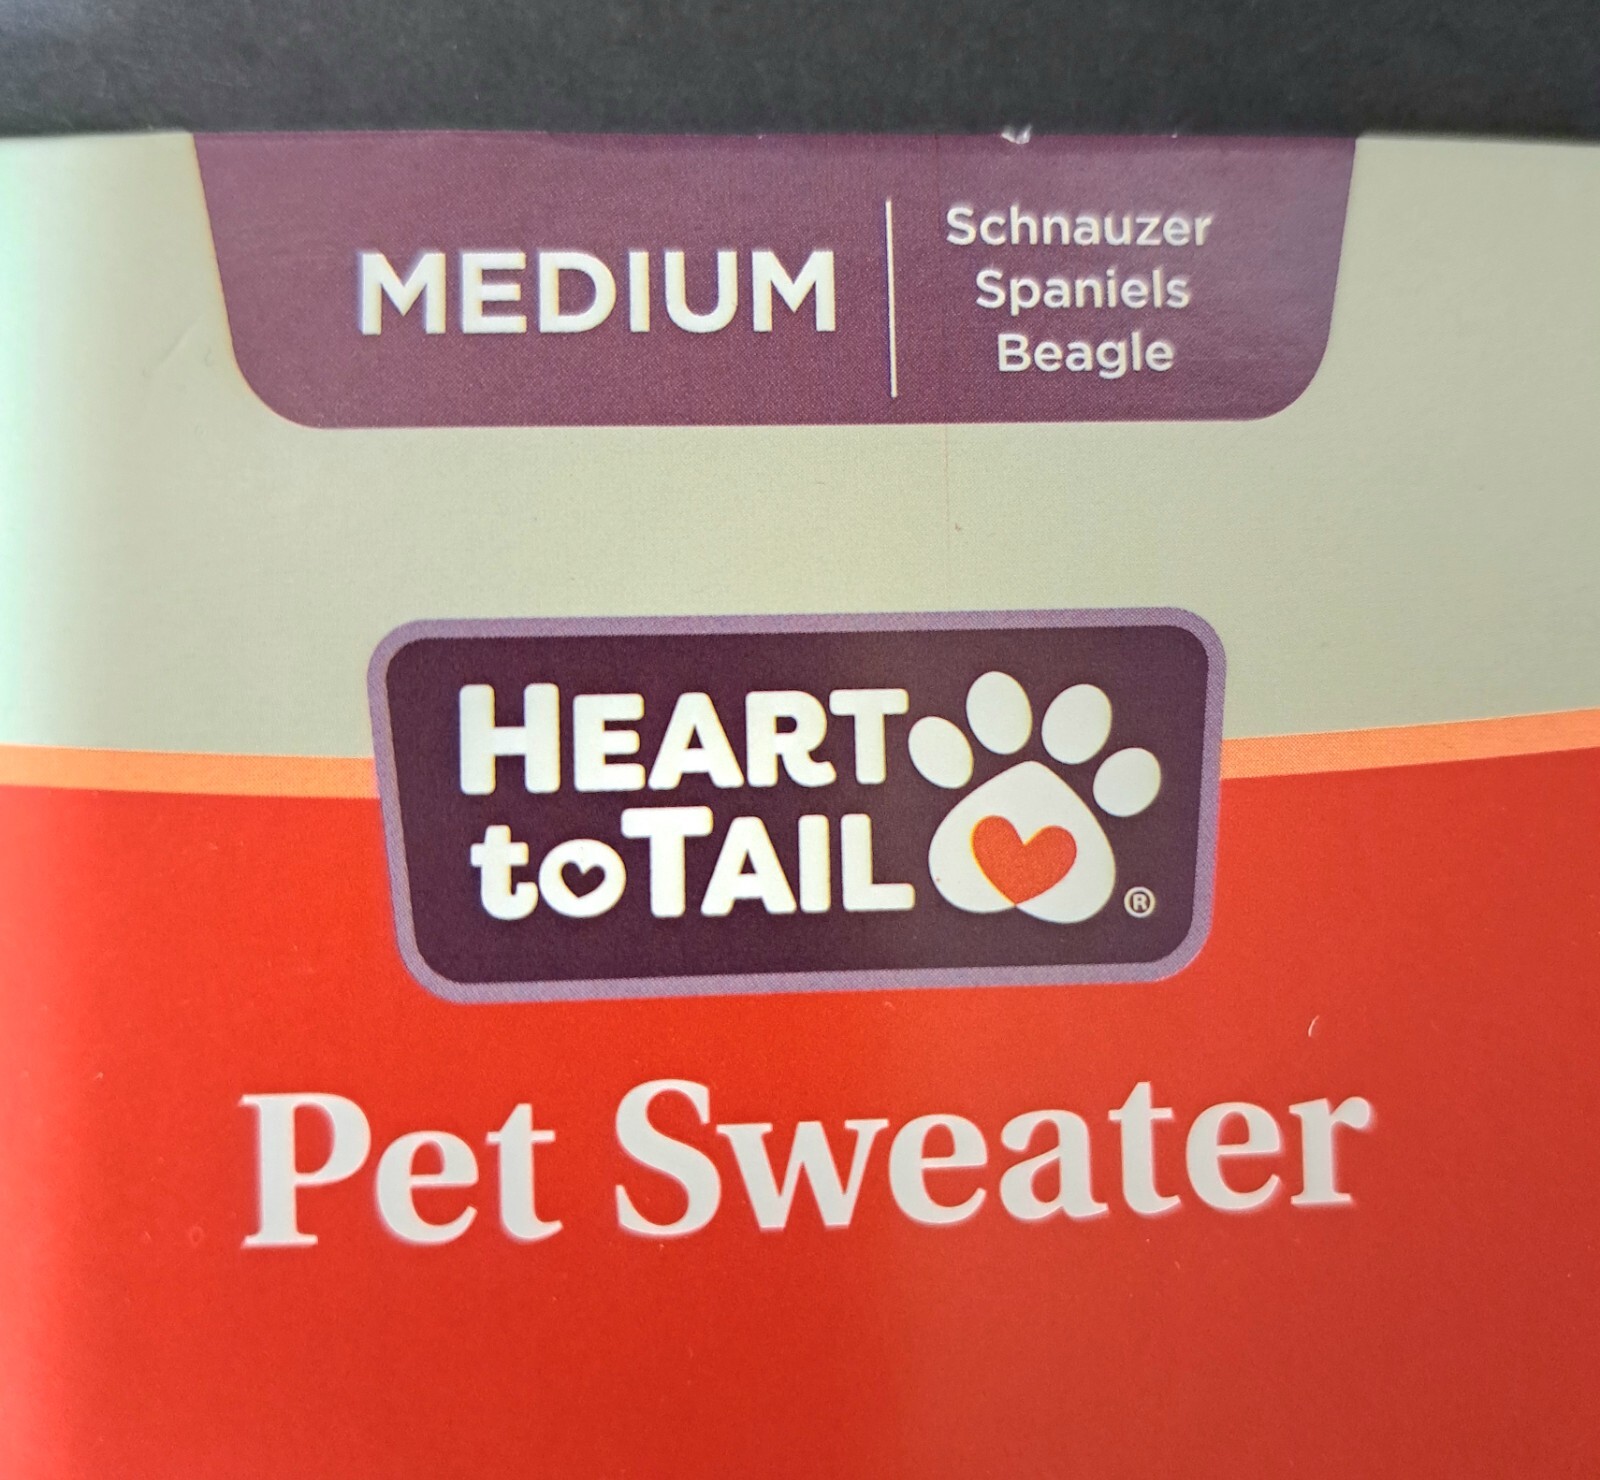 MEDIUM
Schnauzer
Spaniels
Beagle
HEART
to TAIL ®
Pet Sweater